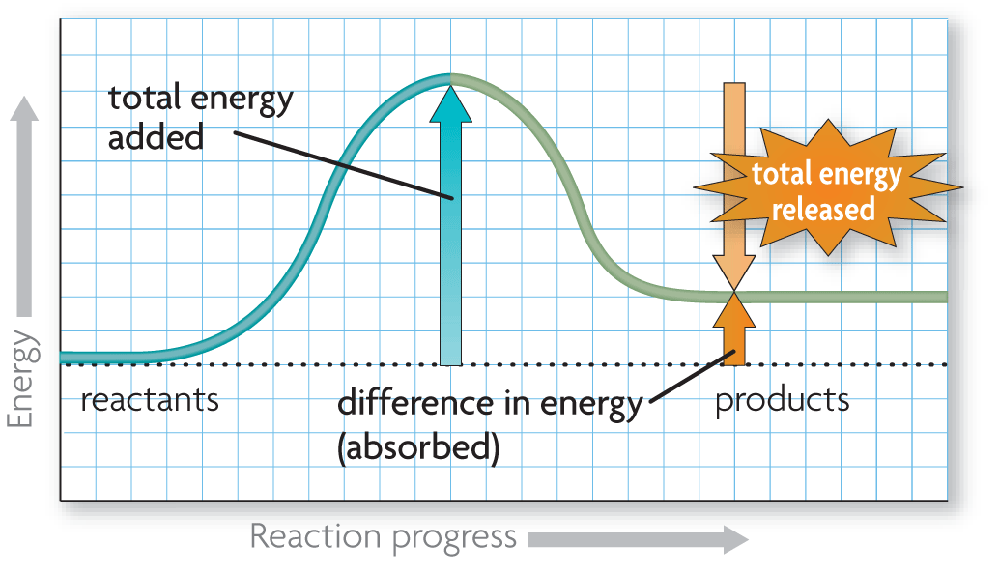 total energy
added
total energy
released
reactants
difference in energy
(absorbed)
products
Energy
Reaction progress